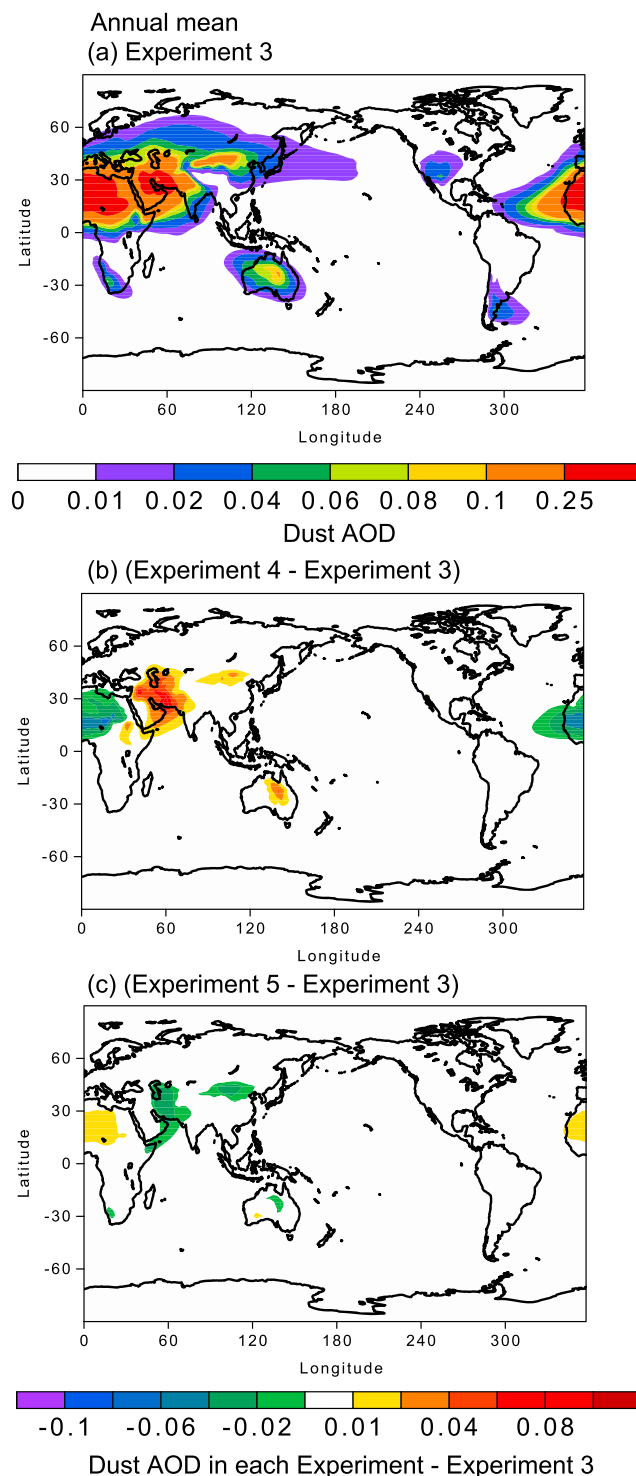 Annual mean
(a) Experiment 3
60
30
0
-30
-60
Latitude
0 60 120 180 240 300
Longitude
0 0.01 0.02 0.04 0.06 0.08 0.1 0.25
Dust AOD
(b) (Experiment 4 - Experiment 3)
60
30
0
-30
-60
Latitude
0 60 120 180 240 300
Longitude
(c) (Experiment 5 - Experiment 3)
60
30
0
-30
-60
Latitude
0 60 120 180 240 300
Longitude
-0.1 -0.06 -0.02 0.01 0.04 0.08
Dust AOD in each Experiment - Experiment 3